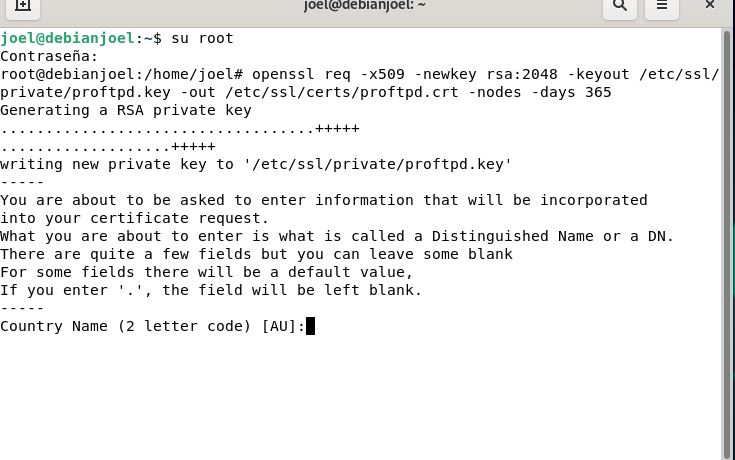 joel@debianjoel: ~
joel@debianjoel:~$ su root
Contraseña:
root@debianjoel:/home/joel# openssl req -x509 -newkey rsa:2048 -keyout /etc/ssl/
private/proftpd.key -out /etc/ssl/certs/proftpd.crt -nodes -days 365
Generating a RSA private key
...................................+++++
...................+++++
writing new private key to '/etc/ssl/private/proftpd.key'
-----
You are about to be asked to enter information that will be incorporated
into your certificate request.
What you are about to enter is what is called a Distinguished Name or a DN.
There are quite a few fields but you can leave some blank
For some fields there will be a default value,
If you enter '.', the field will be left blank.
-----
Country Name (2 letter code) [AU]: